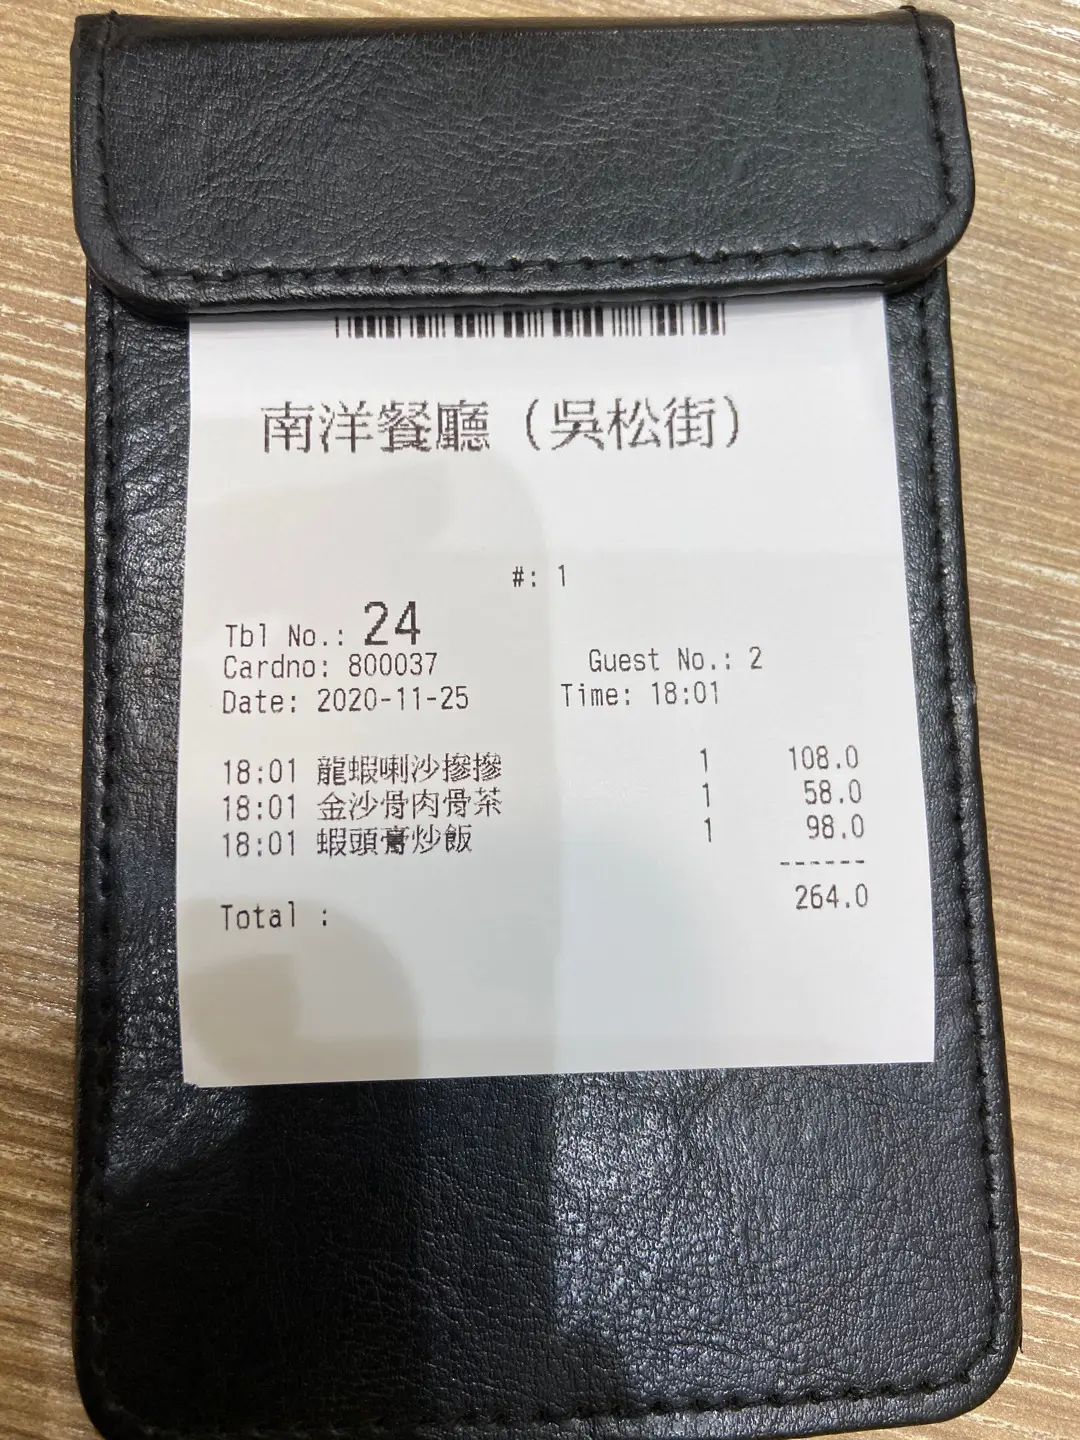 南洋餐廳（吳松街）
#: 1
Tbl No.: 24
Cardno: 800037 Guest No.: 2
Date: 2020-11-25 Time: 18:01
18:01 龍蝦喇沙摻摻 1 108.0
18:01 金沙骨肉骨茶 1 58.0
18:01 蝦頭膏炒飯 1 98.0
------
Total : 264.0